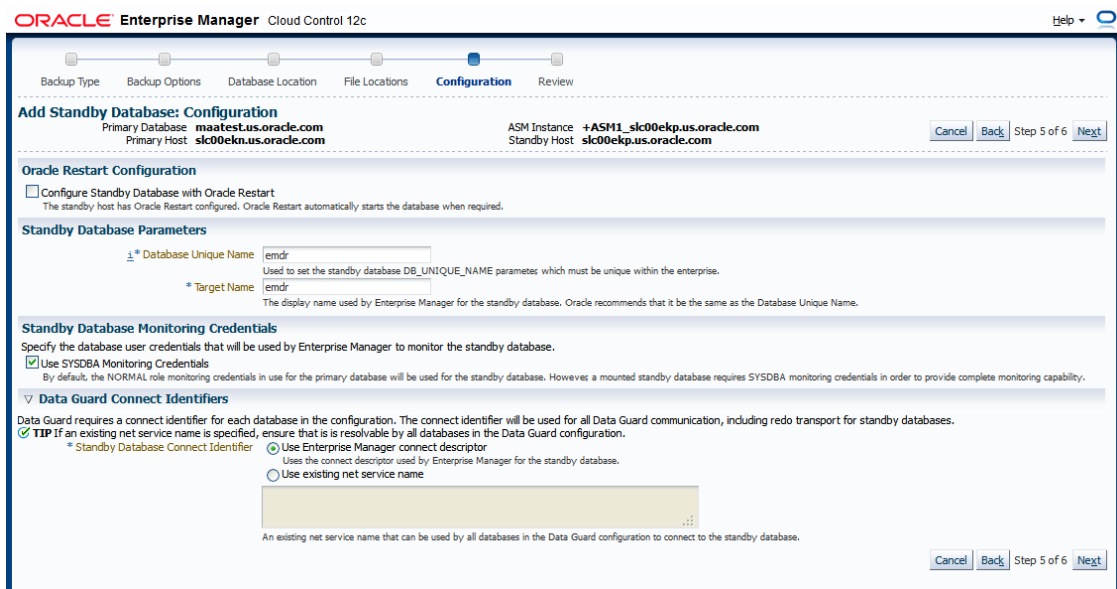 ORACLE Enterprise Manager Cloud Control 12c
Help
Backup Type Backup Options Database Location File Locations Configuration Review
Add Standby Database: Configuration
Primary Database maatest.us.oracle.com ASM Instance +ASM1_slc00ekp.us.oracle.com
Primary Host slc00ekn.us.oracle.com Standby Host slc00ekp.us.oracle.com
Cancel Back Step 5 of 6 Next
Oracle Restart Configuration
Configure Standby Database with Oracle Restart
The standby host has Oracle Restart configured. Oracle Restart automatically starts the database when required.
Standby Database Parameters
i * Database Unique Name emdr
Used to set the standby database DB_UNIQUE_NAME parameter, which must be unique within the enterprise.
* Target Name emdr
The display name used by Enterprise Manager for the standby database. Oracle recommends that it be the same as the Database Unique Name.
Standby Database Monitoring Credentials
Specify the database user credentials that will be used by Enterprise Manager to monitor the standby database.
Use SYSDBA Monitoring Credentials
By default, the NORMAL role monitoring credentials in use for the primary database will be used for the standby database. However, a mounted standby database requires SYSDBA monitoring credentials in order to provide complete monitoring capability.
Data Guard Connect Identifiers
Data Guard requires a connect identifier for each database in the configuration. The connect identifier will be used for all Data Guard communication, including redo transport for standby databases.
TIP If an existing net service name is specified, ensure that is is resolvable by all databases in the Data Guard configuration.
* Standby Database Connect Identifier Use Enterprise Manager connect descriptor
Uses the connect descriptor used by Enterprise Manager for the standby database.
Use existing net service name
An existing net service name that can be used by all databases in the Data Guard configuration to connect to the standby database.
Cancel Back Step 5 of 6 Next